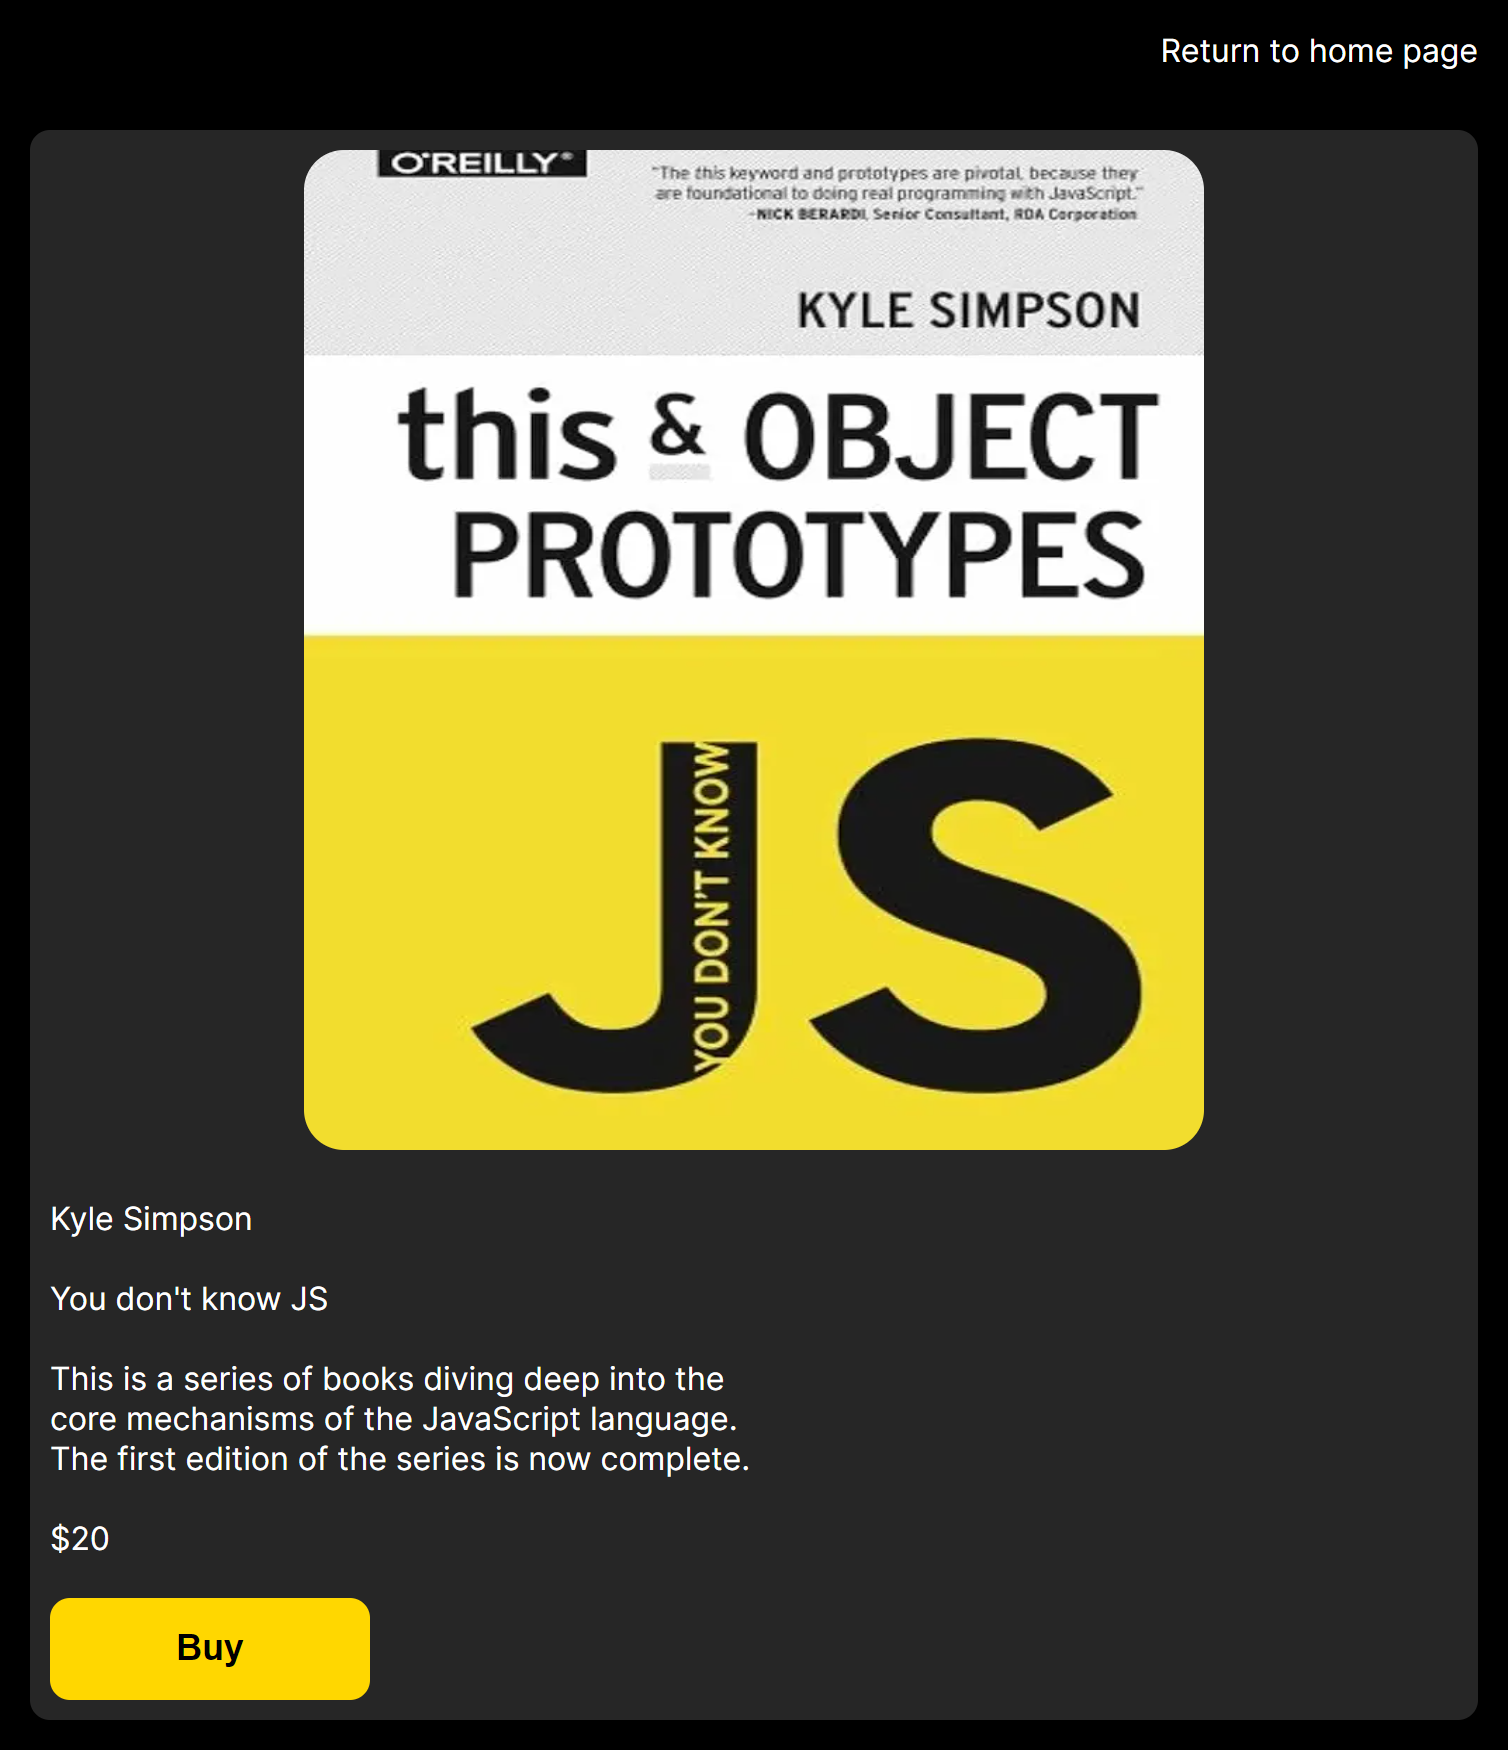 Return to home page
O'REILLY®
"The this keyword and prototypes are pivotal, because they
are foundational to doing real programming with JavaScript."
–NICK BERARDI, Senior Consultant, RDA Corporation
KYLE SIMPSON
this & OBJECT
PROTOTYPES
YOU DON'T KNOW
JS
Kyle Simpson
You don't know JS
This is a series of books diving deep into the
core mechanisms of the JavaScript language.
The first edition of the series is now complete.
$20
Buy